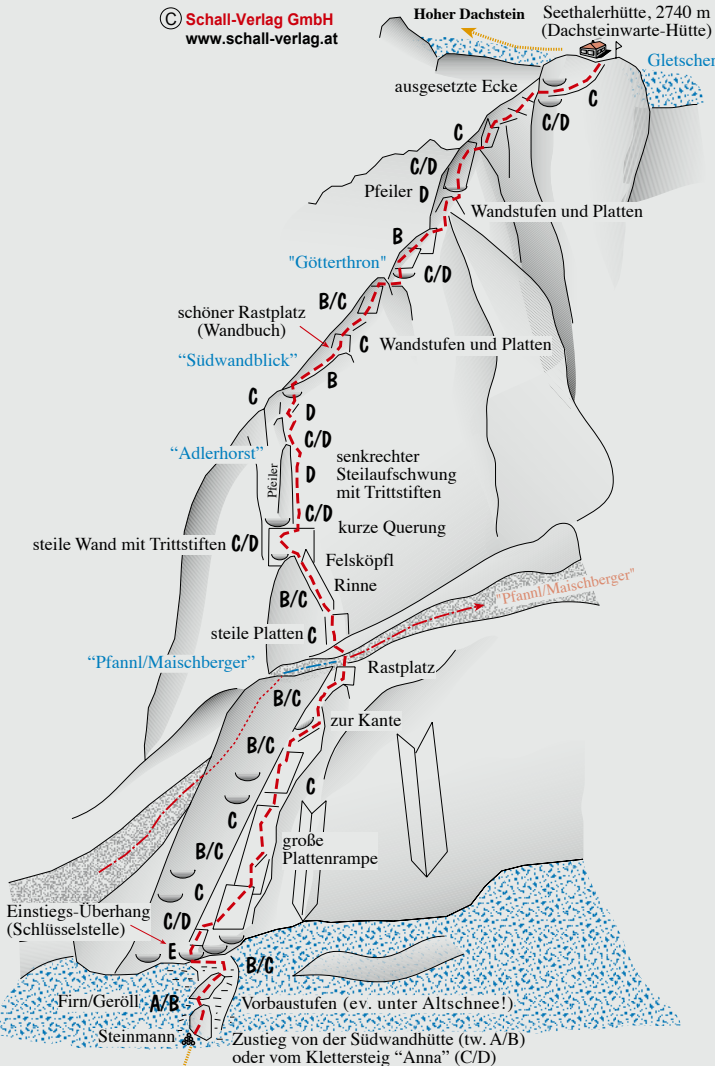 © Schall-Verlag GmbH
www.schall-verlag.at
Hoher Dachstein
Seethalerhütte, 2740 m
(Dachsteinwarte-Hütte)
Gletscher
ausgesetzte Ecke
C
C/D
C
C/D
Pfeiler D
Wandstufen und Platten
B
"Götterthron"
C/D
B/C
schöner Rastplatz
(Wandbuch)
C
Wandstufen und Platten
“Südwandblick”
B
C
D
C/D
“Adlerhorst”
Pfeiler
D
senkrechter
Steilaufschwung
mit Trittstiften
C/D
kurze Querung
steile Wand mit Trittstiften C/D
Felsköpfl
Rinne
B/C
"Pfannl/Maischberger"
steile Platten C
“Pfannl/Maischberger”
Rastplatz
B/C
zur Kante
B/C
C
C
große
Plattenrampe
B/C
C
Einstiegs-Überhang
(Schlüsselstelle)
C/D
E
B/C
Firn/Geröll A/B
Vorbaustufen (ev. unter Altschnee!)
Steinmann
Zustieg von der Südwandhütte (tw. A/B)
oder vom Klettersteig “Anna” (C/D)